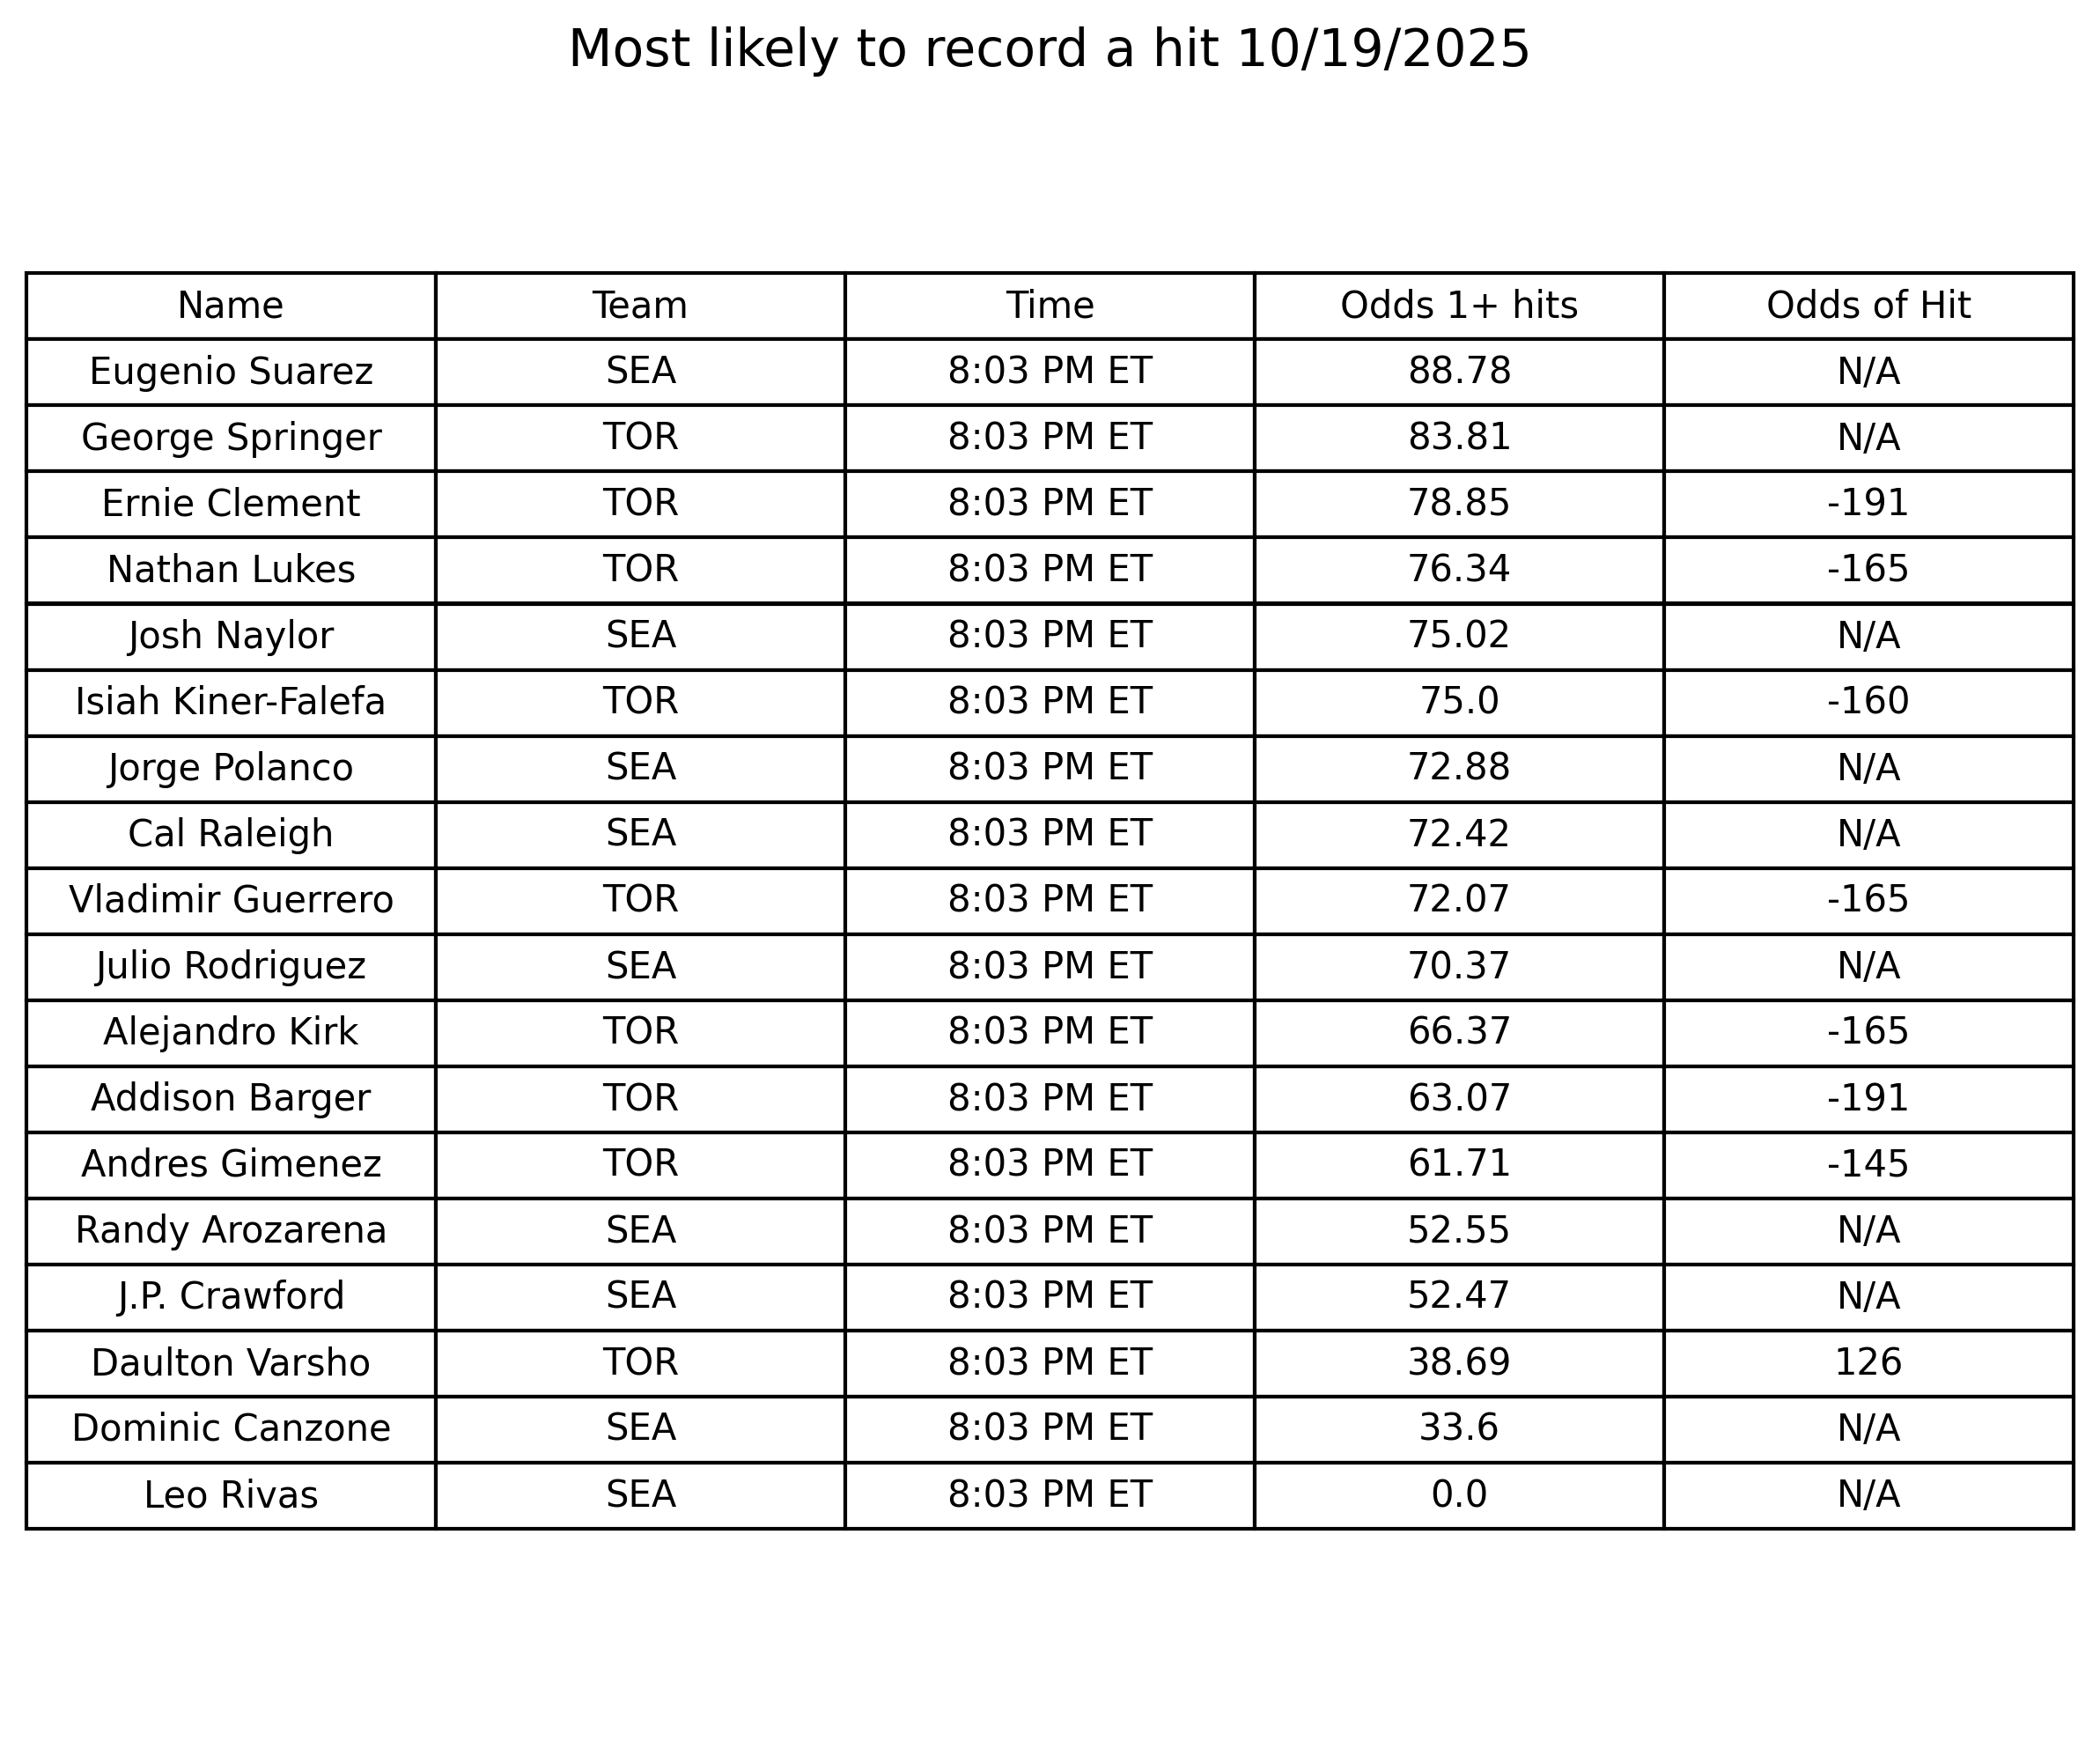 Most likely to record a hit 10/19/2025
Name Team Time Odds 1+ hits Odds of Hit
Eugenio Suarez SEA 8:03 PM ET 88.78 N/A
George Springer TOR 8:03 PM ET 83.81 N/A
Ernie Clement TOR 8:03 PM ET 78.85 -191
Nathan Lukes TOR 8:03 PM ET 76.34 -165
Josh Naylor SEA 8:03 PM ET 75.02 N/A
Isiah Kiner-Falefa TOR 8:03 PM ET 75.0 -160
Jorge Polanco SEA 8:03 PM ET 72.88 N/A
Cal Raleigh SEA 8:03 PM ET 72.42 N/A
Vladimir Guerrero TOR 8:03 PM ET 72.07 -165
Julio Rodriguez SEA 8:03 PM ET 70.37 N/A
Alejandro Kirk TOR 8:03 PM ET 66.37 -165
Addison Barger TOR 8:03 PM ET 63.07 -191
Andres Gimenez TOR 8:03 PM ET 61.71 -145
Randy Arozarena SEA 8:03 PM ET 52.55 N/A
J.P. Crawford SEA 8:03 PM ET 52.47 N/A
Daulton Varsho TOR 8:03 PM ET 38.69 126
Dominic Canzone SEA 8:03 PM ET 33.6 N/A
Leo Rivas SEA 8:03 PM ET 0.0 N/A